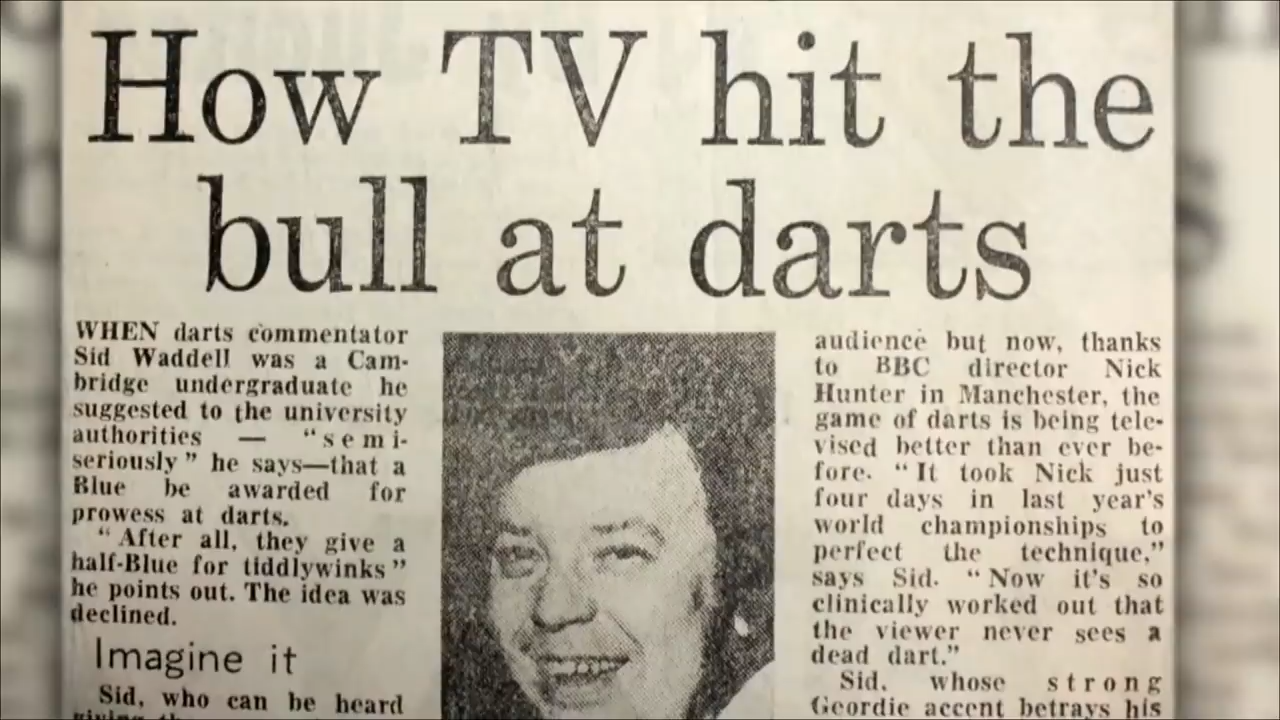 How TV hit the
bull at darts
WHEN darts commentator
Sid Waddell was a Cam-
bridge undergraduate he
suggested to the university
authorities — “semi-
seriously” he says—that a
Blue be awarded for
prowess at darts.
“After all, they give a
half-Blue for tiddlywinks”
he points out. The idea was
declined.
Imagine it
Sid, who can be heard
giving the
audience but now, thanks
to BBC director Nick
Hunter in Manchester, the
game of darts is being tele-
vised better than ever be-
fore. “It took Nick just
four days in last year's
world championships to
perfect the technique,”
says Sid. “Now it's so
clinically worked out that
the viewer never sees a
dead dart.”
Sid, whose strong
Geordie accent betrays his